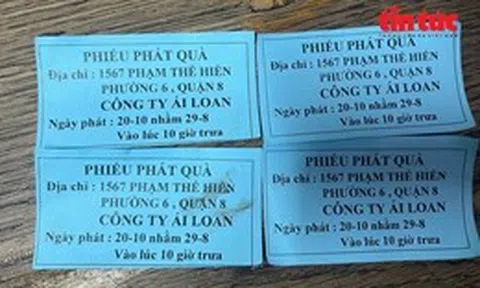 tin tức
PHIẾU PHÁT QUÀ
Địa chỉ : 1567 PHẠM THẾ HIỂN
PHƯỜNG 6 , QUẬN 8
CÔNG TY ÁI LOAN
Ngày phát : 20-10 nhằm 29-8
Vào lúc 10 giờ trưa
PHIẾU PHÁT QUÀ
Địa chỉ : 1567 PHẠM THẾ HIỂN
PHƯỜNG 6 , QUẬN 8
CÔNG TY ÁI LOAN
Ngày phát : 20-10 nhằm 29-8
Vào lúc 10 giờ trưa
PHIẾU PHÁT QUÀ
Địa chỉ : 1567 PHẠM THẾ HIỂN
PHƯỜNG 6 , QUẬN 8
CÔNG TY ÁI LOAN
Ngày phát : 20-10 nhằm 29-8
Vào lúc 10 giờ trưa
PHIẾU PHÁT QUÀ
Địa chỉ : 1567 PHẠM THẾ HIỂN
PHƯỜNG 6 , QUẬN 8
CÔNG TY ÁI LOAN
Ngày phát : 20-10 nhằm 29-8
Vào lúc 10 giờ trưa